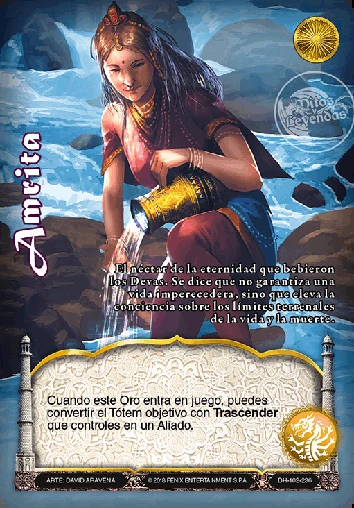 Mitos y
Leyendas
Amrita
El néctar de la eternidad que bebieron
los Devas. Se dice que no garantiza una
vida imperecedera, sino que eleva la
conciencia sobre los límites terrenales
de la vida y la muerte.
Cuando este Oro entra en juego, puedes
convertir el Tótem objetivo con Trascender
que controles en un Aliado.
ARTE: DAVID ARAVENA
© 2018 FENIX ENTERTAINMENT S.P.A.